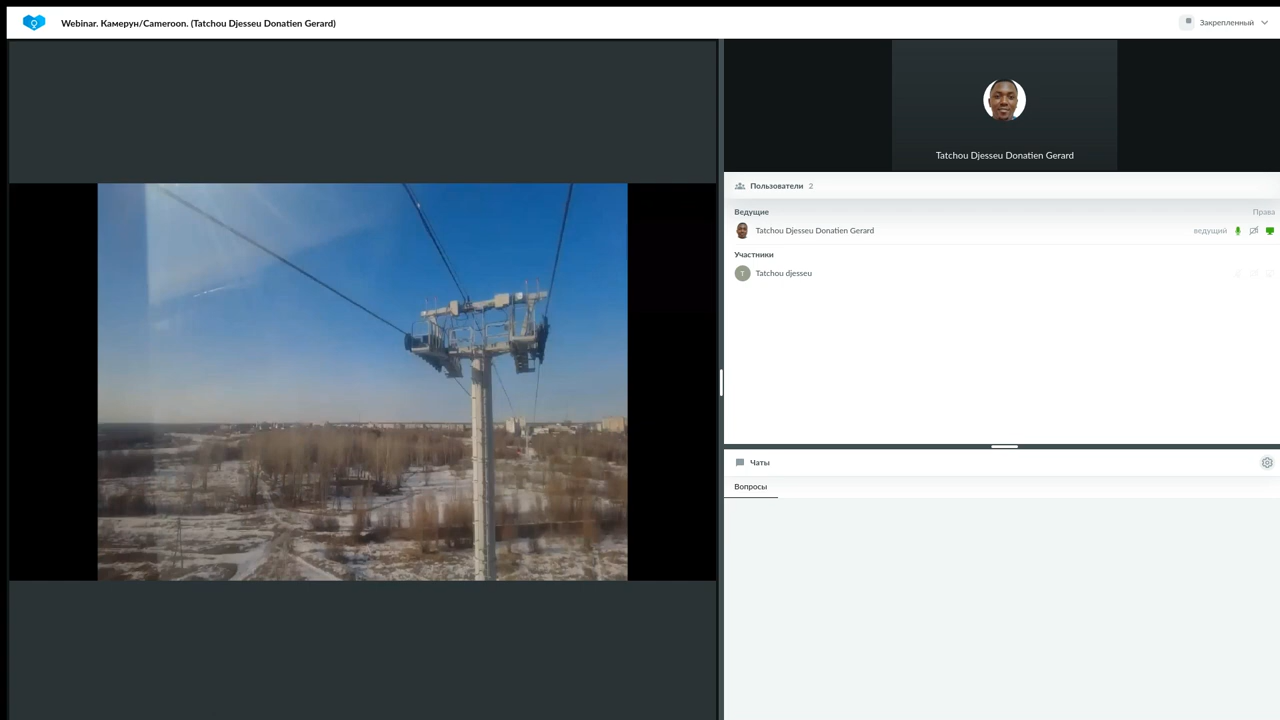 Webinar. Камерун/Cameroon. (Tatchou Djesseu Donatien Gerard)
Закрепленный
Tatchou Djesseu Donatien Gerard
Пользователи 2
Ведущие Права
Tatchou Djesseu Donatien Gerard ведущий
Участники
T Tatchou djesseu
Чаты
Вопросы